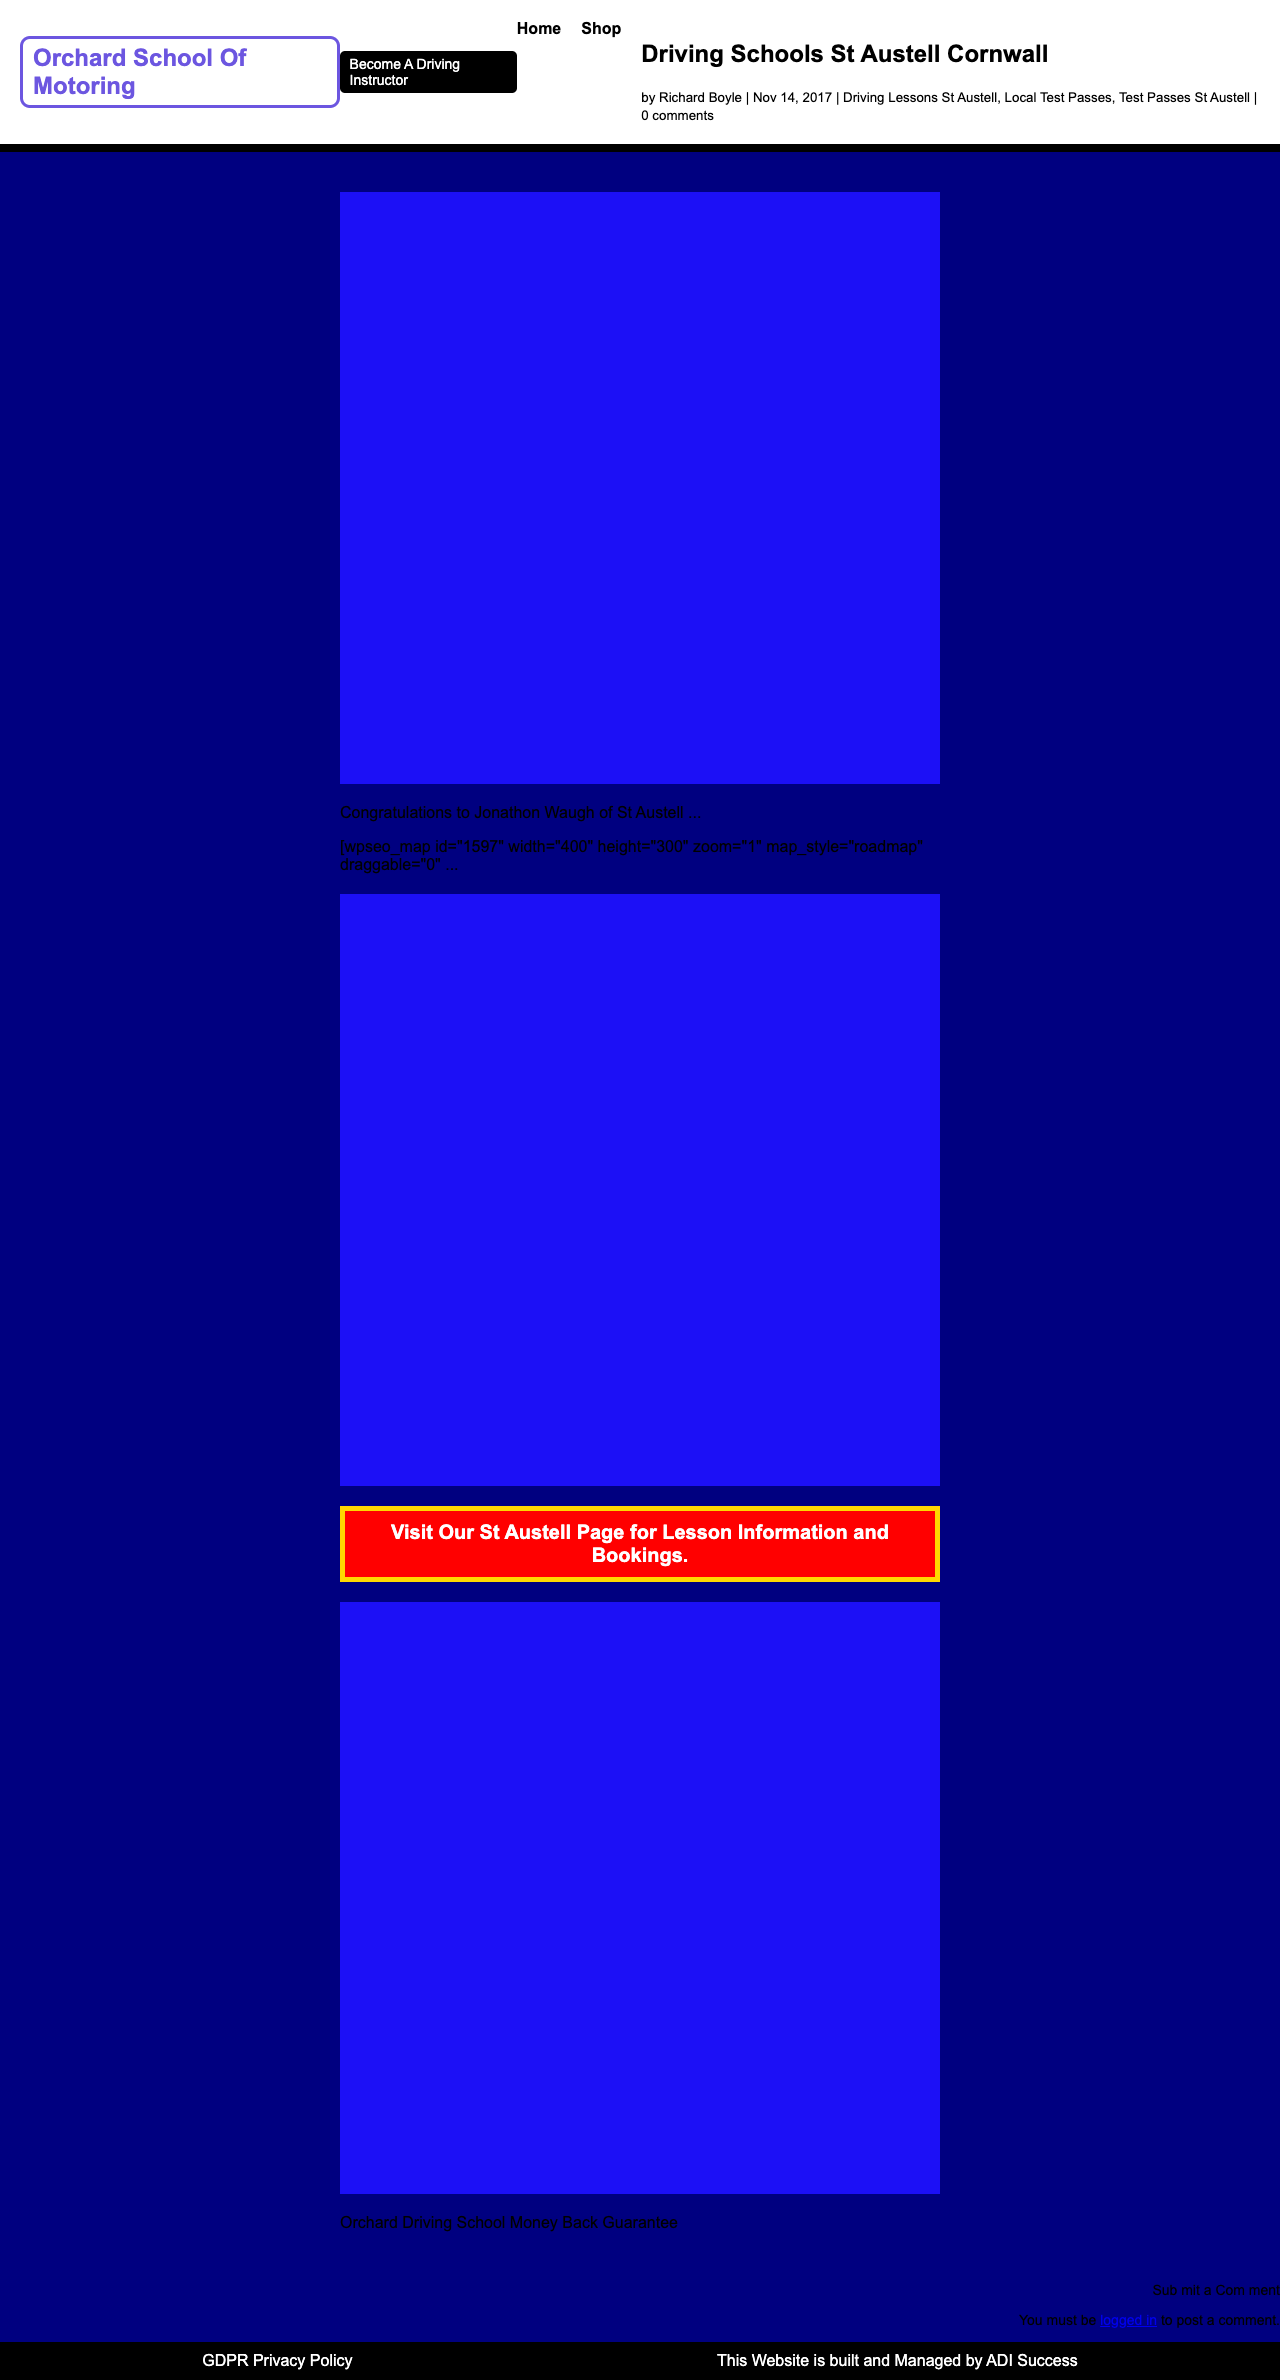 Orchard School Of
Motoring
Become A Driving
Instructor
Home
Shop
Driving Schools St Austell Cornwall
by Richard Boyle | Nov 14, 2017 | Driving Lessons St Austell, Local Test Passes, Test Passes St Austell |
0 comments
Congratulations to Jonathon Waugh of St Austell ...
[wpseo_map id="1597" width="400" height="300" zoom="1" map_style="roadmap"
draggable="0" ...
Visit Our St Austell Page for Lesson Information and
Bookings.
Orchard Driving School Money Back Guarantee
Submit a Commen
You must be logged in to post a comment.
GDPR Privacy Policy
This Website is built and Managed by ADI Success